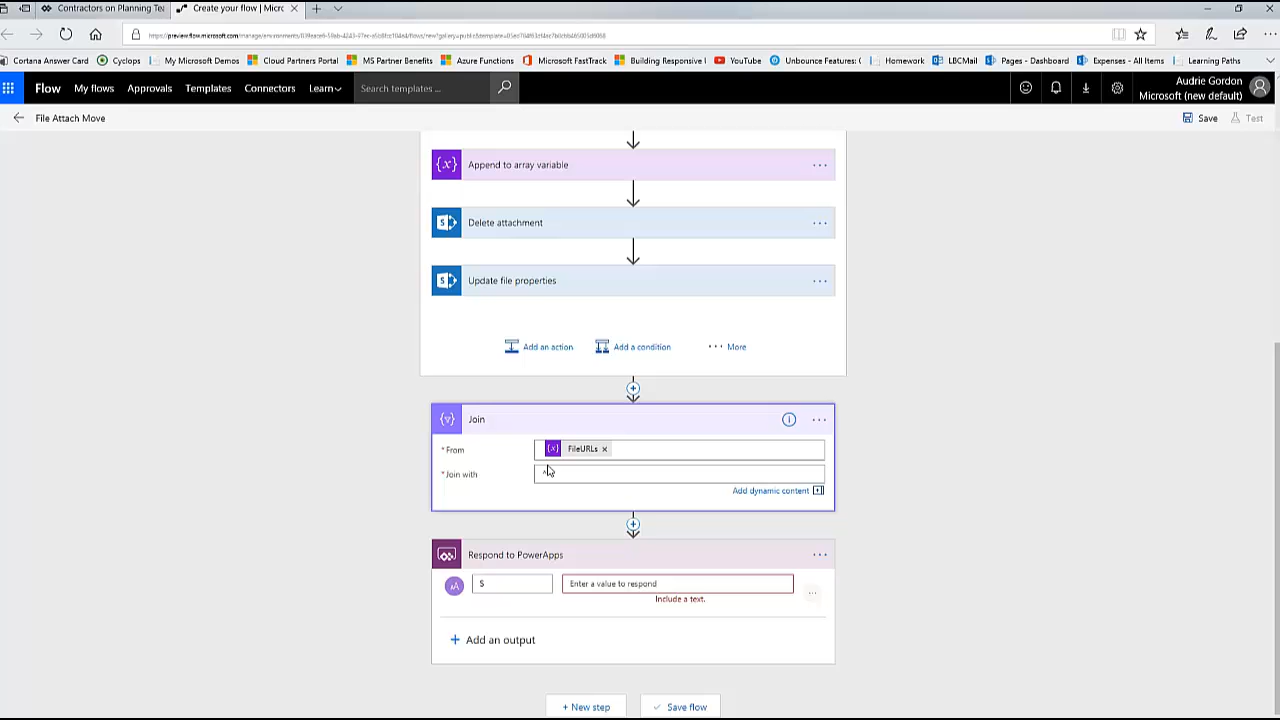 Contractors on Planning Tea
Create your flow | Micro
Cortana Answer Card
Cyclops
My Microsoft Demos
Cloud Partners Portal
MS Partner Benefits
Azure Functions
Microsoft FastTrack
Building Responsive
YouTube
Unbounce Features: (
Homework
LBCMail
Pages - Dashboard
Expenses - All Items
Learning Paths
Flow
My flows
Approvals
Templates
Connectors
Learn
Search templates ...
Audrie Gordon
Microsoft (new default)
File Attach Move
Save
Test
{x} Append to array variable
S Delete attachment
S Update file properties
Add an action
Add a condition
More
Join
* From
{x} FileURLs
* Join with
Add dynamic content
Respond to PowerApps
S
Enter a value to respond
Include a text.
+ Add an output
+ New step
Save flow